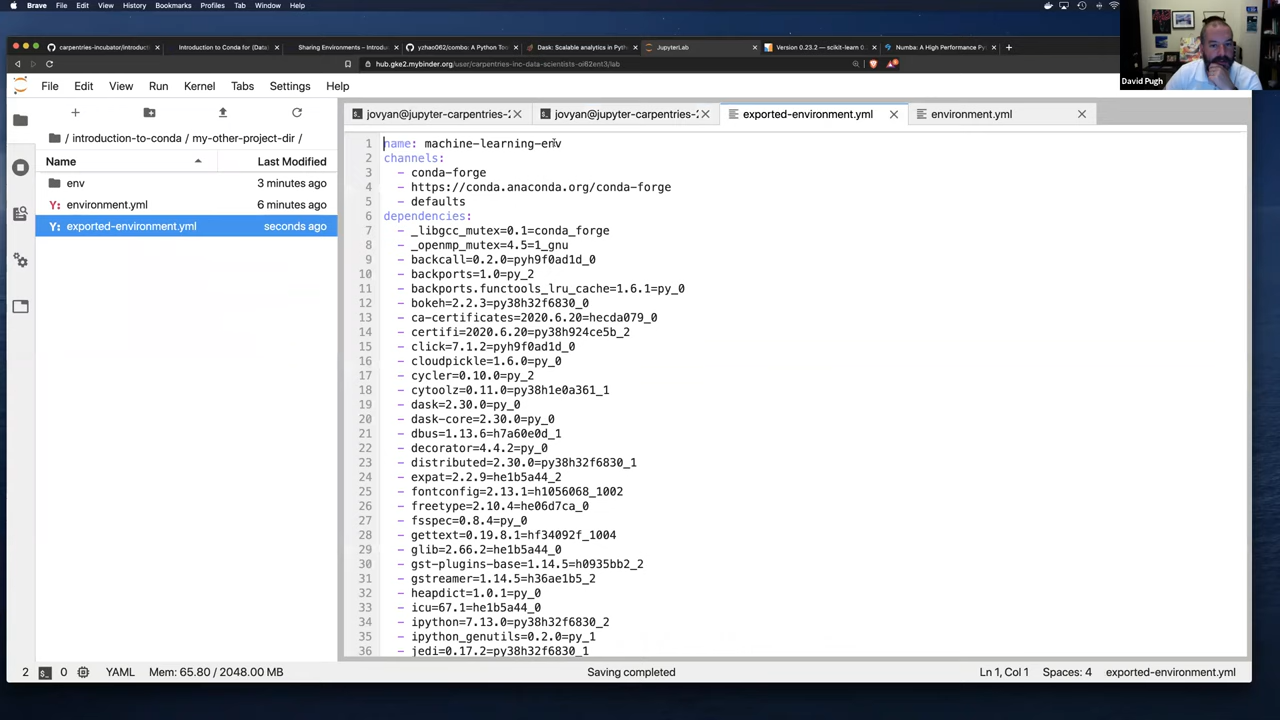 Brave File Edit View History Bookmarks Profiles Tab Window Help
carpentries-incubator/introducti
Introduction to Conda for (Data)
Sharing Environments – Introduc
yzhao062/combo: A Python Tool
Dask: Scalable analytics in Pytho
JupyterLab
Version 0.23.2 — scikit-learn 0
Numba: A High Performance Pyt
hub.gke2.mybinder.org/user/carpentries-inc-data-scientists-oi62ent3/lab
David Pugh
File Edit View Run Kernel Tabs Settings Help
jovyan@jupyter-carpentries-
jovyan@jupyter-carpentries-
exported-environment.yml
environment.yml
/ introduction-to-conda / my-other-project-dir /
Name Last Modified
env 3 minutes ago
Y: environment.yml 6 minutes ago
Y: exported-environment.yml seconds ago
1 name: machine-learning-env
2 channels:
3 - conda-forge
4 - https://conda.anaconda.org/conda-forge
5 - defaults
6 dependencies:
7 - _libgcc_mutex=0.1=conda_forge
8 - _openmp_mutex=4.5=1_gnu
9 - backcall=0.2.0=pyh9f0ad1d_0
10 - backports=1.0=py_2
11 - backports.functools_lru_cache=1.6.1=py_0
12 - bokeh=2.2.3=py38h32f6830_0
13 - ca-certificates=2020.6.20=hecda079_0
14 - certifi=2020.6.20=py38h924ce5b_2
15 - click=7.1.2=pyh9f0ad1d_0
16 - cloudpickle=1.6.0=py_0
17 - cycler=0.10.0=py_2
18 - cytoolz=0.11.0=py38h1e0a361_1
19 - dask=2.30.0=py_0
20 - dask-core=2.30.0=py_0
21 - dbus=1.13.6=h7a60e0d_1
22 - decorator=4.4.2=py_0
23 - distributed=2.30.0=py38h32f6830_1
24 - expat=2.2.9=he1b5a44_2
25 - fontconfig=2.13.1=h1056068_1002
26 - freetype=2.10.4=he06d7ca_0
27 - fsspec=0.8.4=py_0
28 - gettext=0.19.8.1=hf34092f_1004
29 - glib=2.66.2=he1b5a44_0
30 - gst-plugins-base=1.14.5=h0935bb2_2
31 - gstreamer=1.14.5=h36ae1b5_2
32 - heapdict=1.0.1=py_0
33 - icu=67.1=he1b5a44_0
34 - ipython=7.13.0=py38h32f6830_2
35 - ipython_genutils=0.2.0=py_1
36 - jedi=0.17.2=py38h32f6830_1
2 0 YAML Mem: 65.80 / 2048.00 MB Saving completed Ln 1, Col 1 Spaces: 4 exported-environment.yml